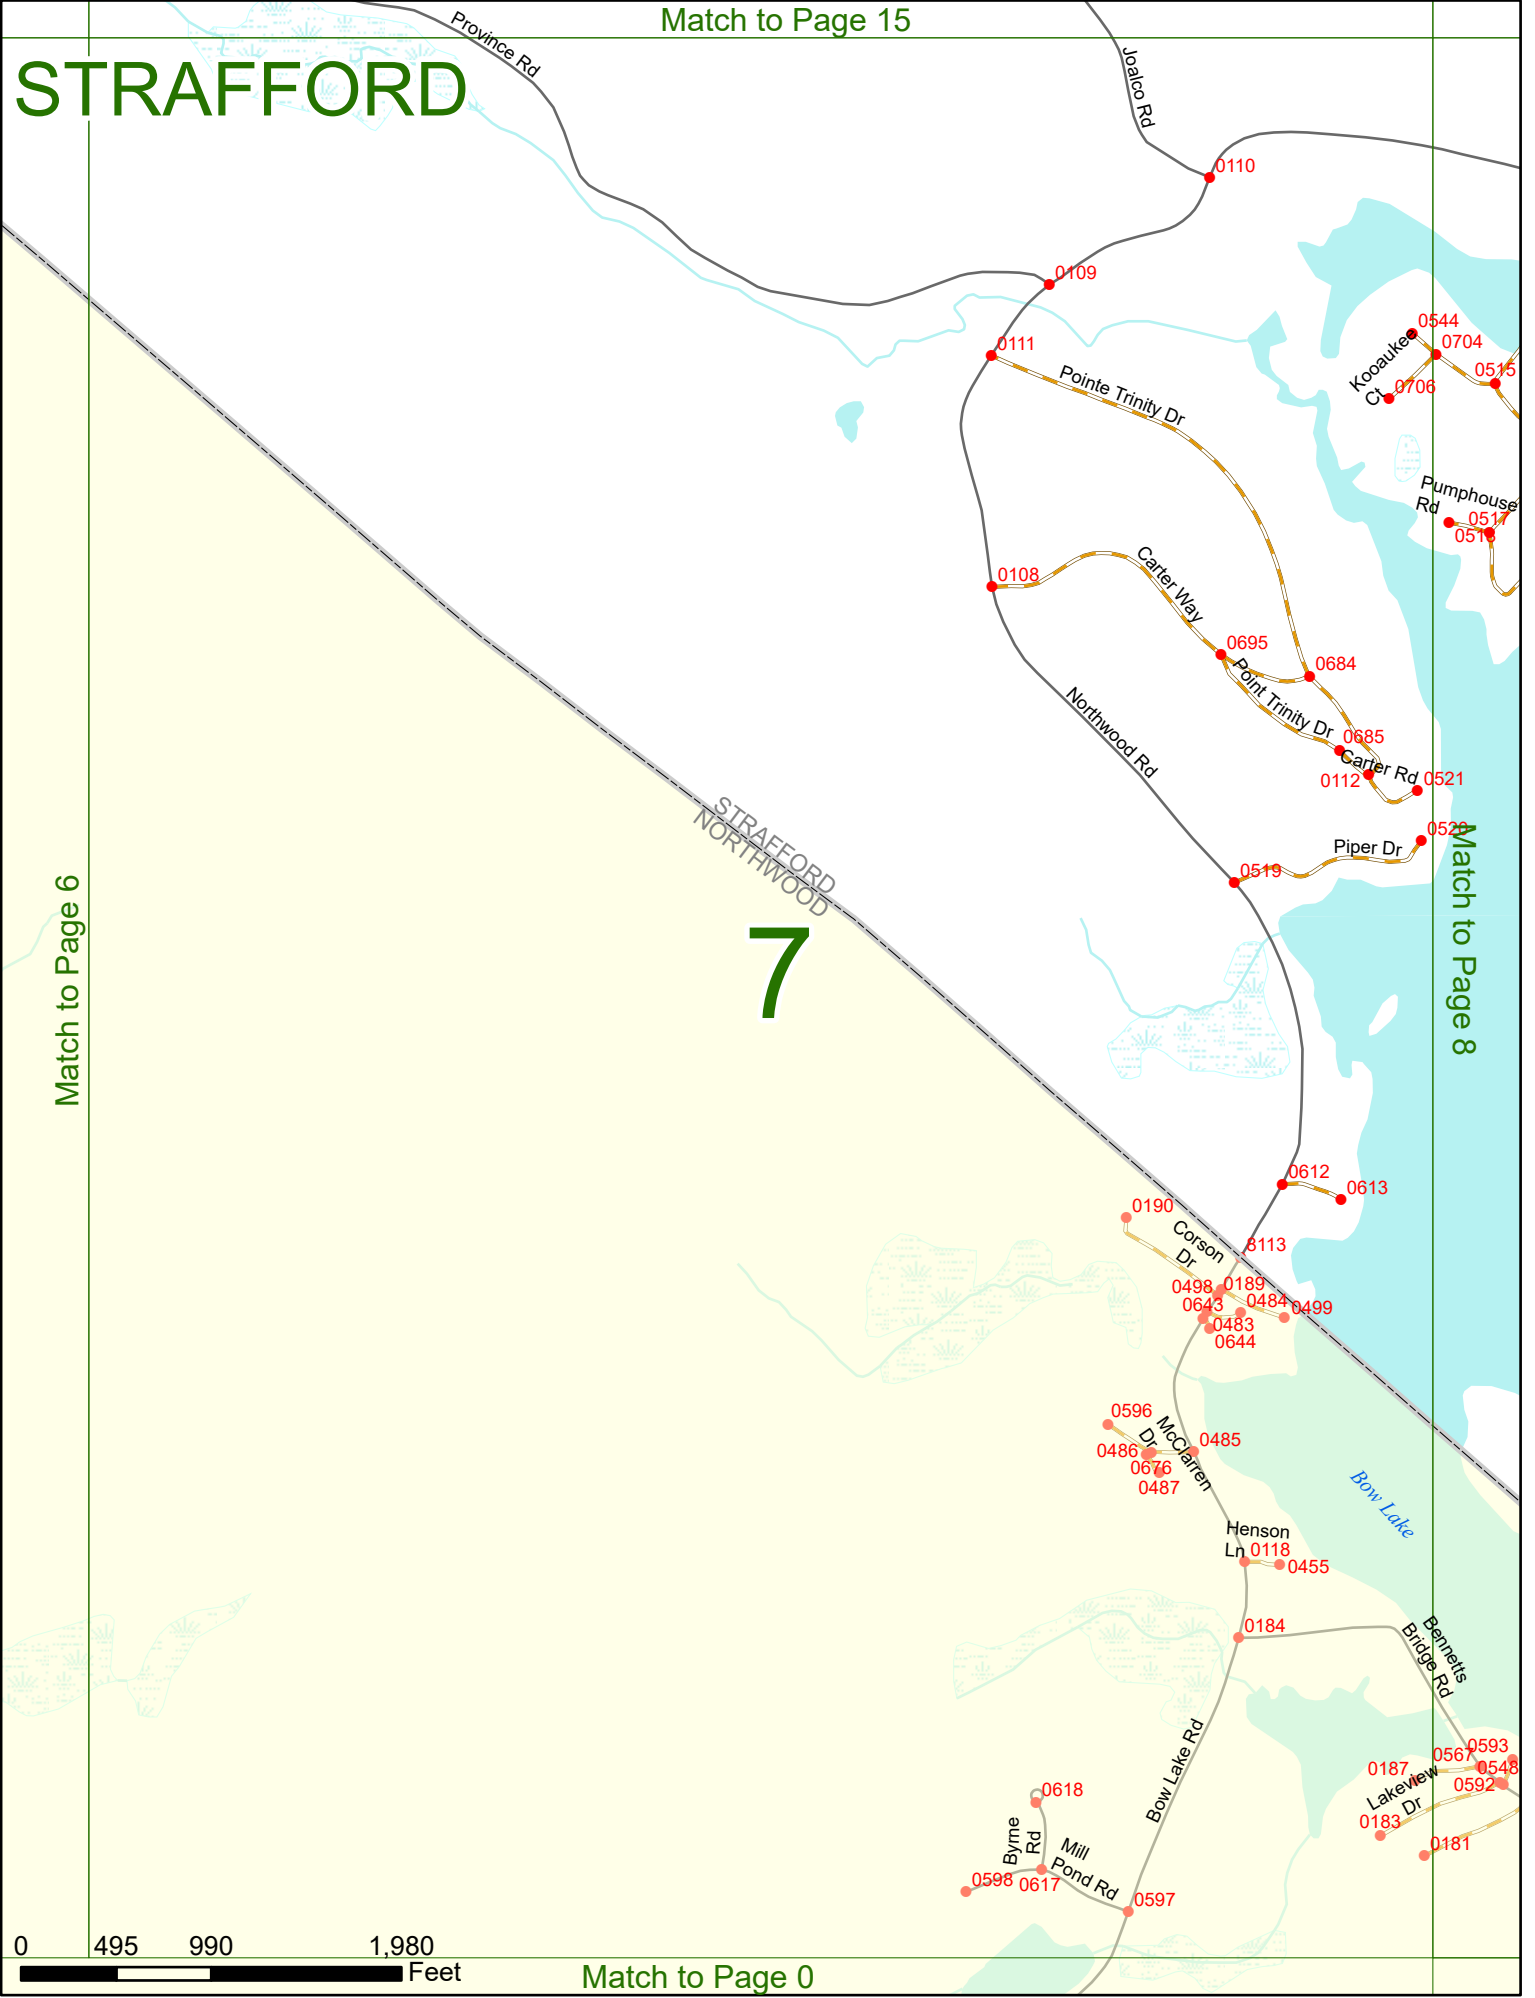 Match to Page 15
STRAFFORD
Province Rd
Joalco Rd
0110
0109
0111
0544
0704
0515
Kooaukee
Ct
0706
Pointe Trinity Dr
Pumphouse
Rd
0517
0108
Carter Way
0695
0684
Point Trinity Dr
Northwood Rd
0685
Carter Rd
0112
0521
0520
Piper Dr
0519
STRAFFORD
NORTHWOOD
7
Match to Page 6
Match to Page 8
0612
0613
0190
Corson
Dr
8113
0498
0189
0643
0484
0499
0483
0644
0596
McClarren
Dr
0485
0486
0676
0487
Bow Lake
Henson
Ln
0118
0455
0184
Bennetts
Bridge Rd
Bow Lake Rd
0593
0567
0187
0548
0592
Lakeview
Dr
0183
0181
0618
Byrne
Rd
Mill
Pond Rd
0598
0617
0597
0 495 990 1,980
Feet
Match to Page 0